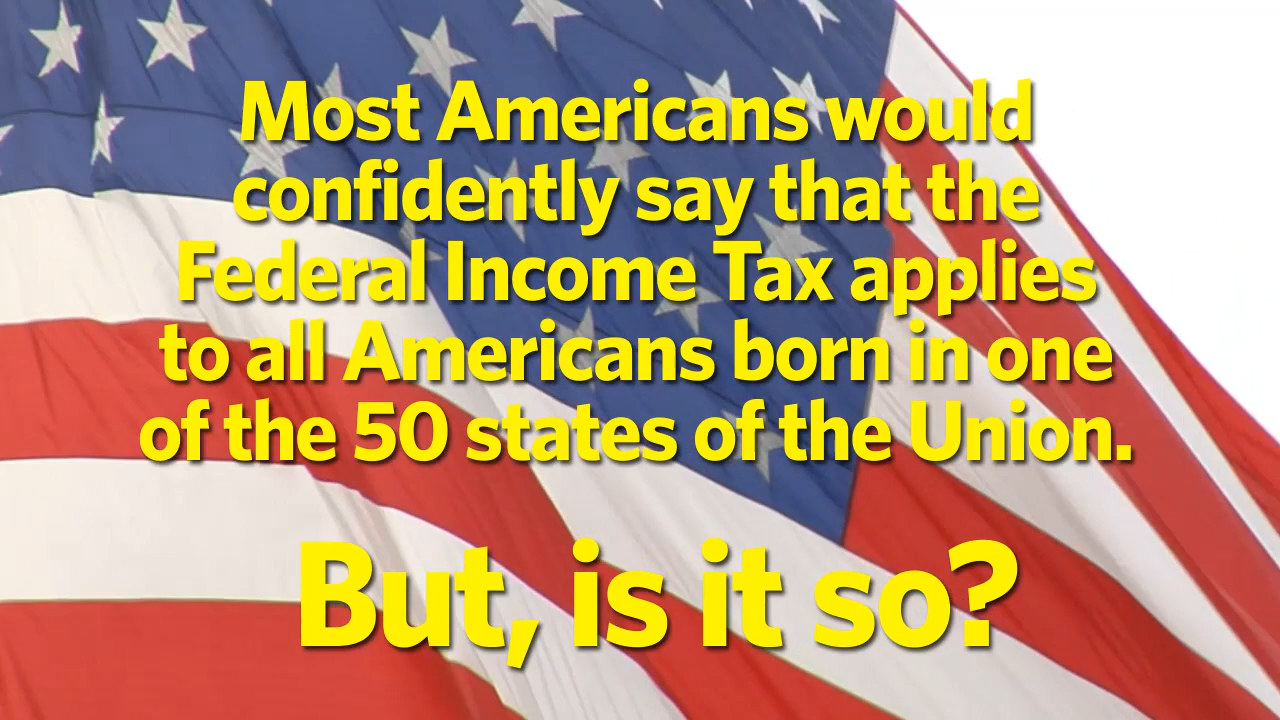 Most Americans would
confidently say that the
Federal Income Tax applies
to all Americans born in one
of the 50 states of the Union.
But, is it so?